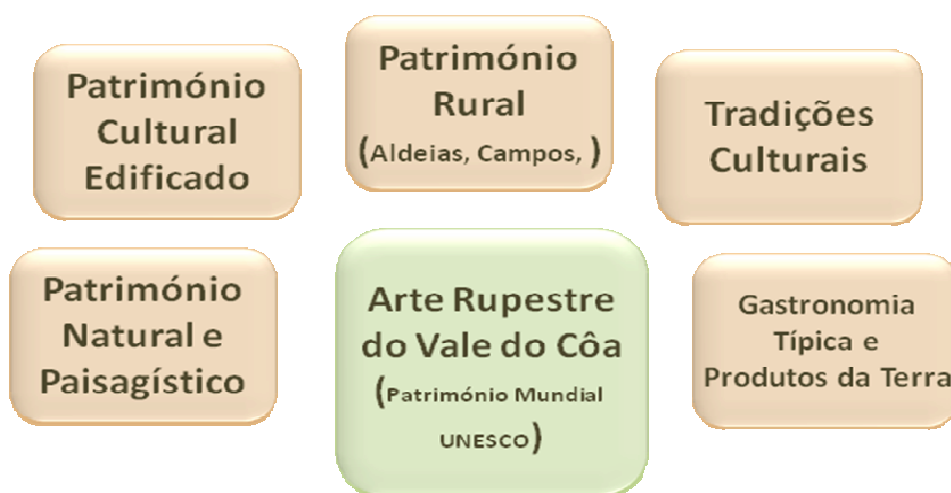 Património
Cultural
Edificado
Património
Rural
(Aldeias, Campos, )
Tradições
Culturais
Património
Natural e
Paisagístico
Arte Rupestre
do Vale do Côa
(Património Mundial
UNESCO)
Gastronomia
Típica e
Produtos da Terra